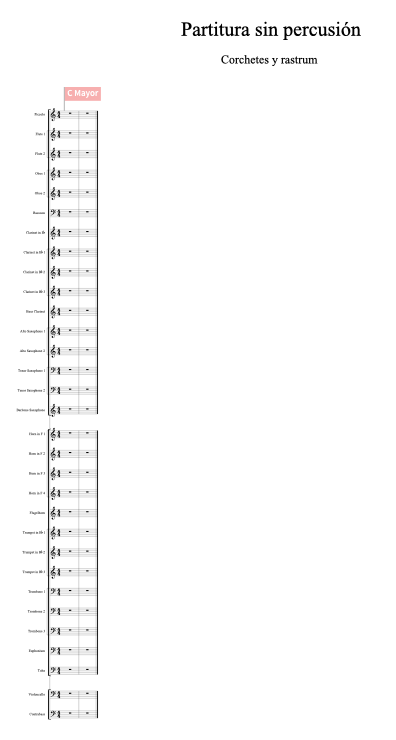 Partitura sin percusión
Corchetes y rastrum
C Mayor
Piccolo
Flute 1
Flute 2
Oboe 1
Oboe 2
Bassoon
Clarinet in E♭
Clarinet in B♭ 1
Clarinet in B♭ 2
Clarinet in B♭ 3
Bass Clarinet
Alto Saxophone 1
Alto Saxophone 2
Tenor Saxophone 1
Tenor Saxophone 2
Baritone Saxophone
Horn in F 1
Horn in F 2
Horn in F 3
Horn in F 4
Flugelhorn
Trumpet in B♭ 1
Trumpet in B♭ 2
Trumpet in B♭ 3
Trombone 1
Trombone 2
Trombone 3
Euphonium
Tuba
Violoncello
Contrabass